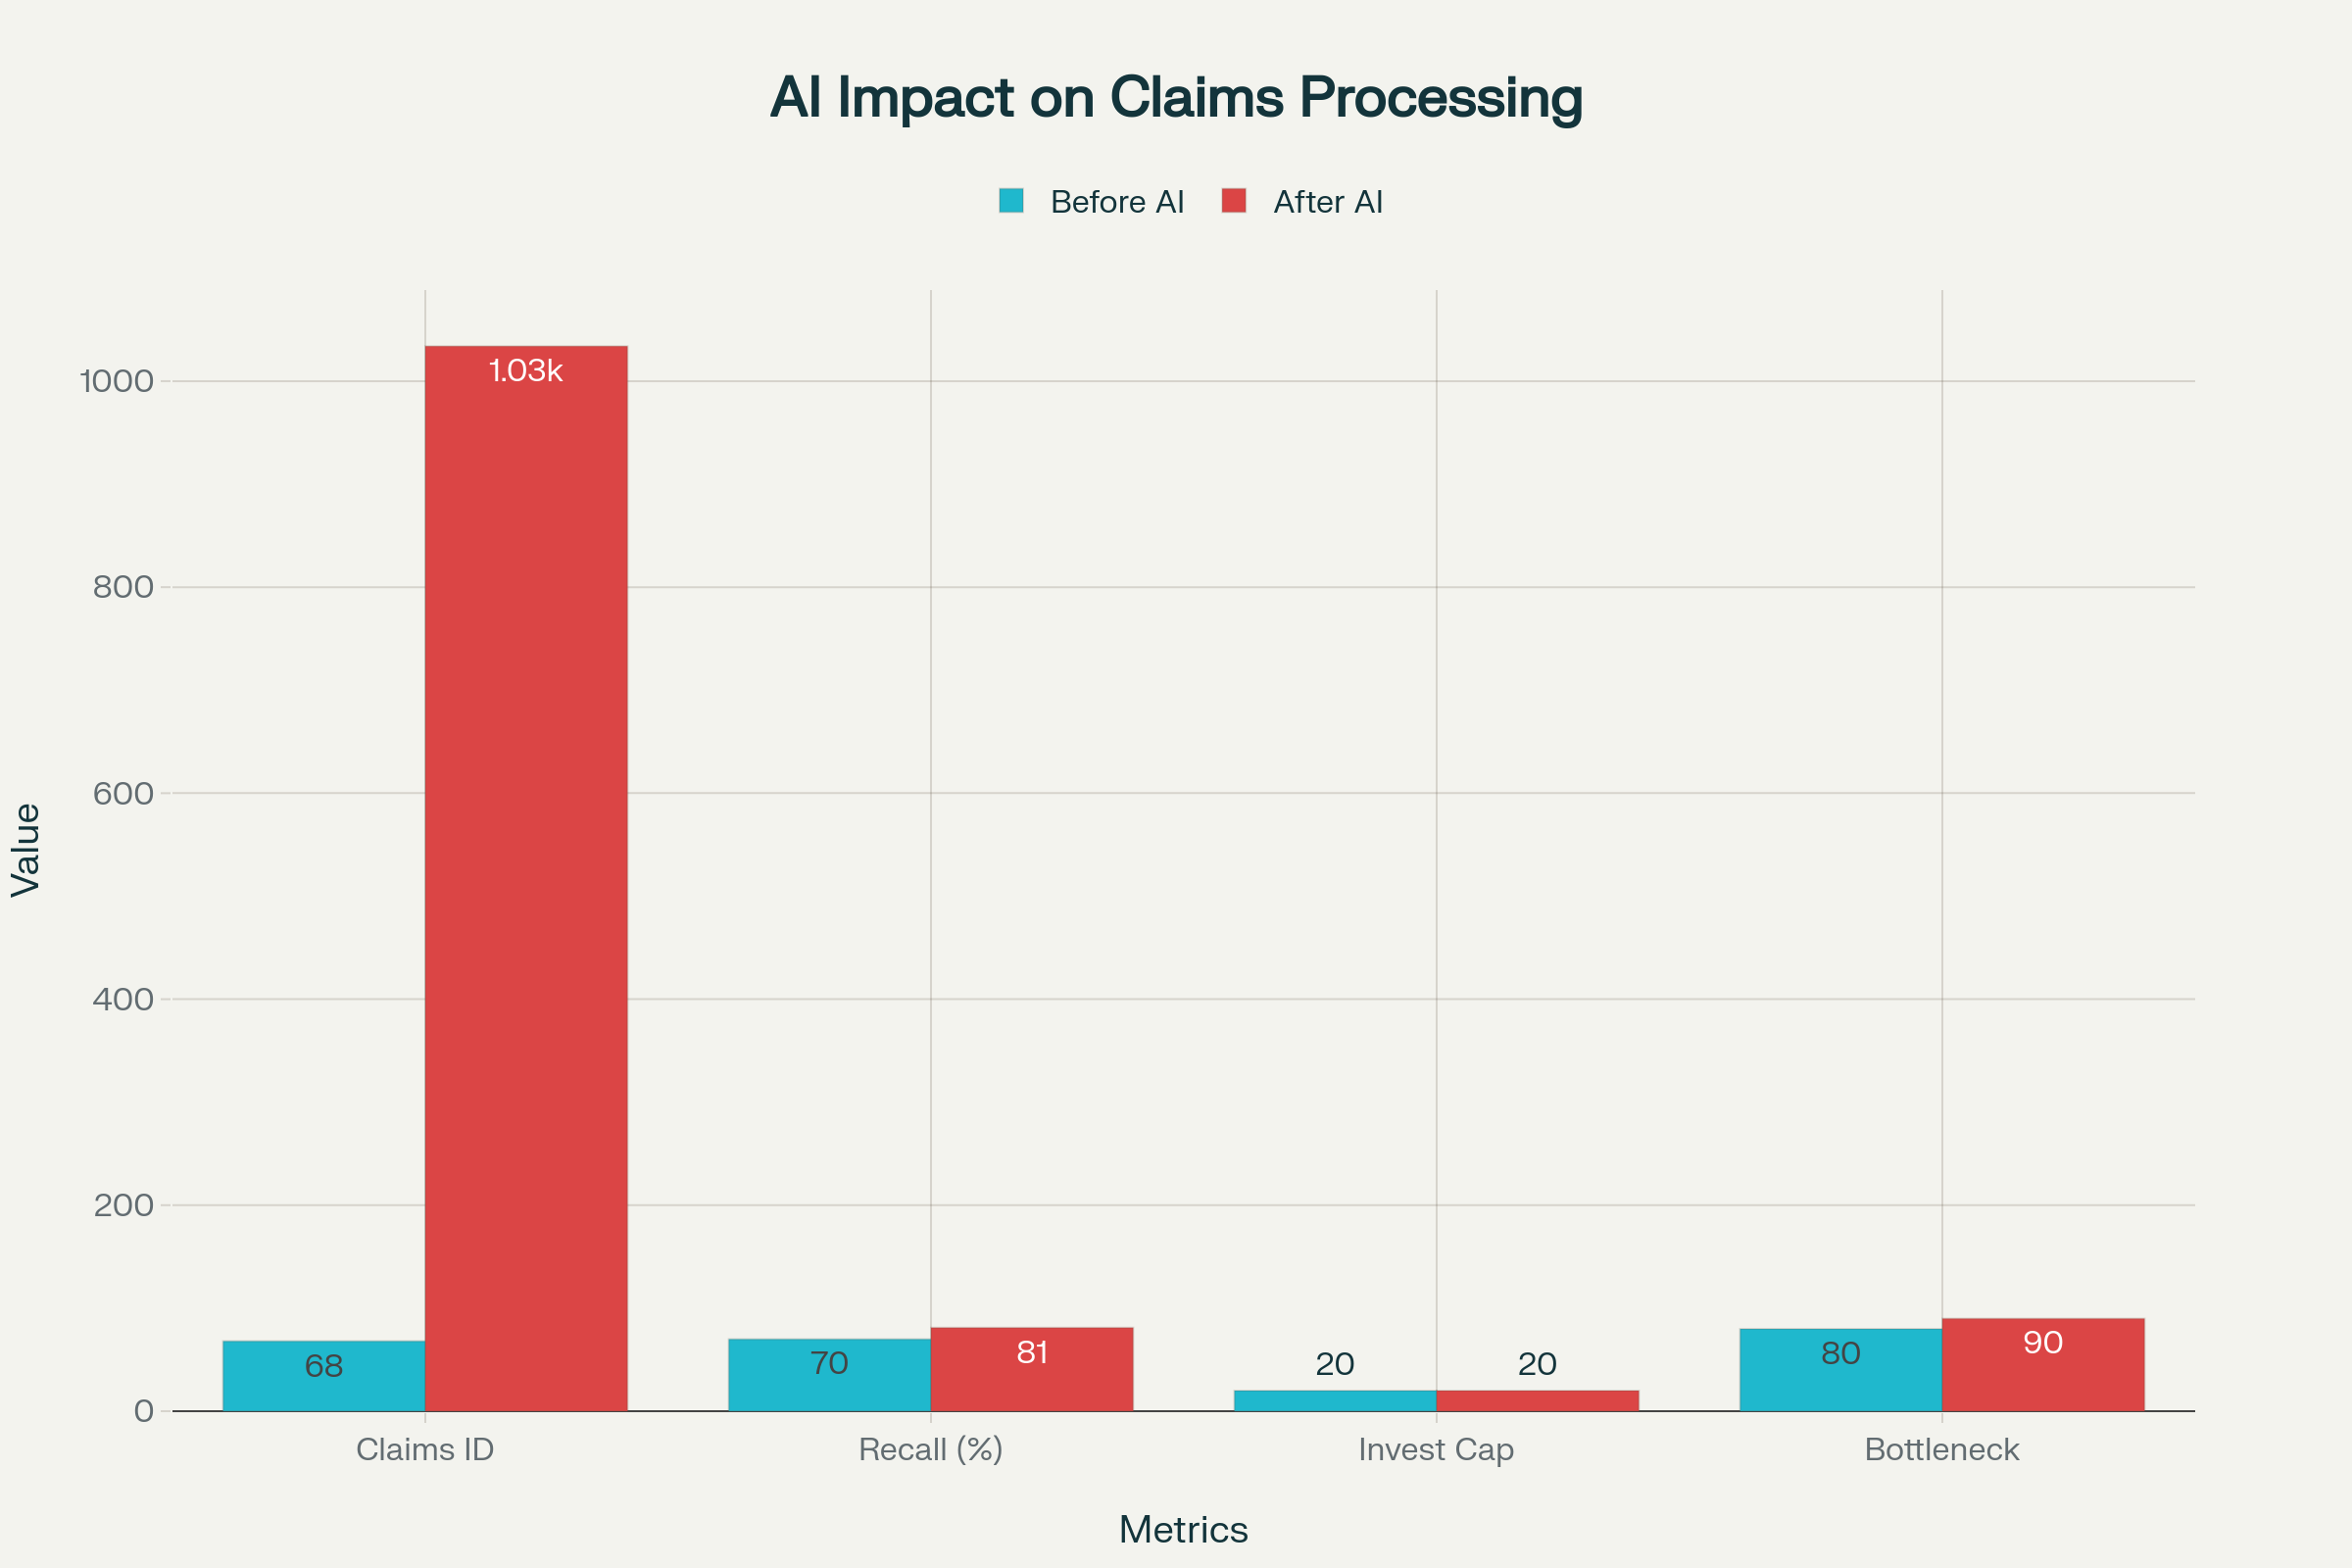 AI Impact on Claims Processing
Before AI After AI
1000
800
600
400
200
0
Value
1.03k
68
70
81
20
20
80
90
Claims ID
Recall (%)
Invest Cap
Bottleneck
Metrics